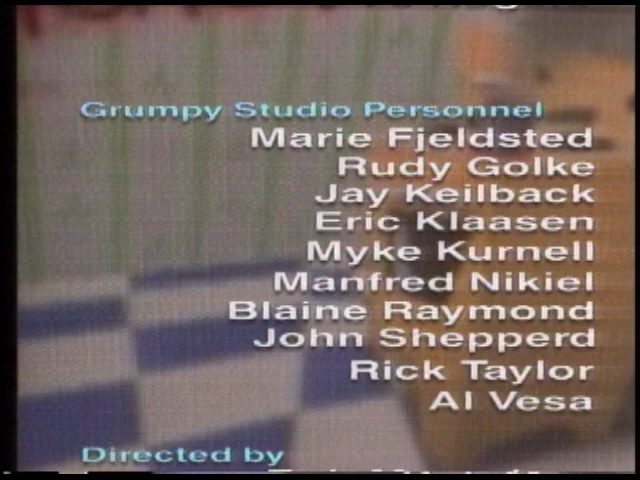 Grumpy Studio Personnel
Marie Fjeldsted
Rudy Golke
Jay Keilback
Eric Klaasen
Myke Kurnell
Manfred Nikiel
Blaine Raymond
John Shepperd
Rick Taylor
Al Vesa
Directed by